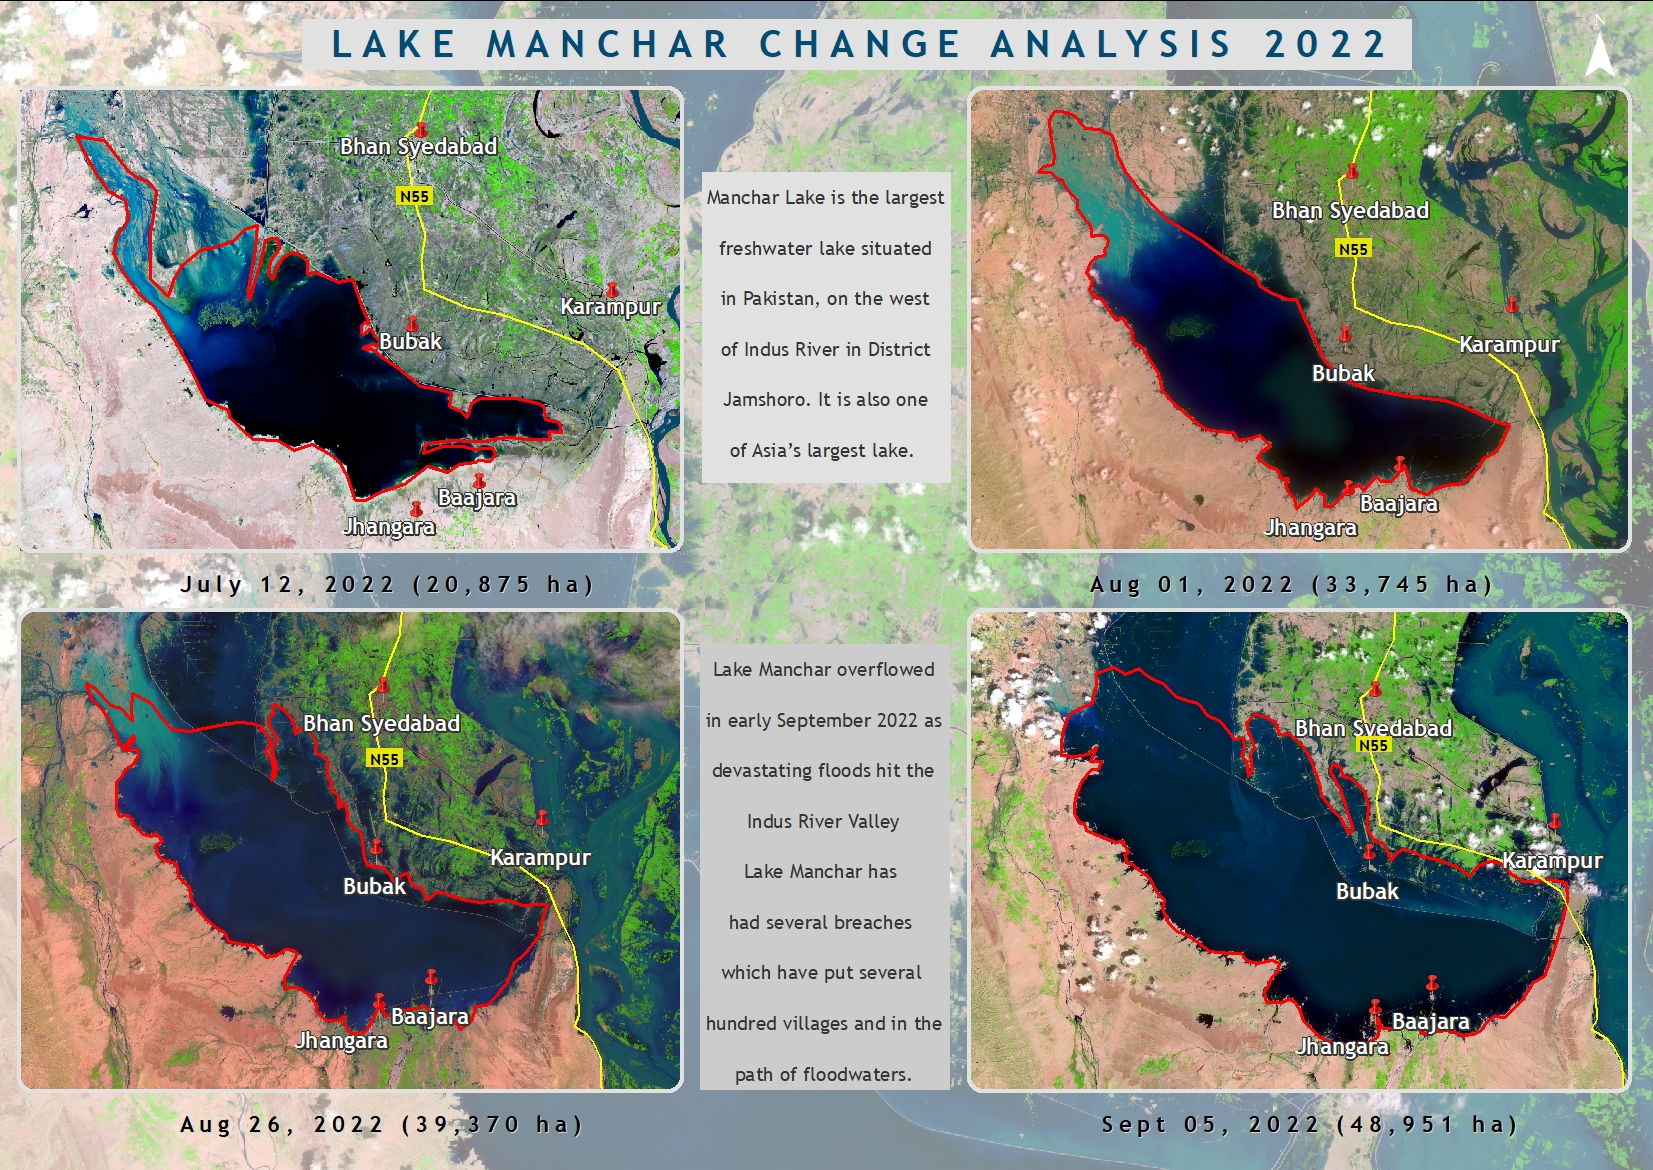 LAKE MANCHAR CHANGE ANALYSIS 2022
N
Bhan Syedabad
N55
Karampur
Bubak
Baajara
Jhangara
July 12, 2022 (20,875 ha)
Manchar Lake is the largest
freshwater lake situated
in Pakistan, on the west
of Indus River in District
Jamshoro. It is also one
of Asia’s largest lake.
Bhan Syedabad
N55
Karampur
Bubak
Baajara
Jhangara
Aug 01, 2022 (33,745 ha)
Bhan Syedabad
N55
Karampur
Bubak
Baajara
Jhangara
Aug 26, 2022 (39,370 ha)
Lake Manchar overflowed
in early September 2022 as
devastating floods hit the
Indus River Valley
Lake Manchar has
had several breaches
which have put several
hundred villages and in the
path of floodwaters.
Bhan Syedabad
N55
Karampur
Bubak
Baajara
Jhangara
Sept 05, 2022 (48,951 ha)